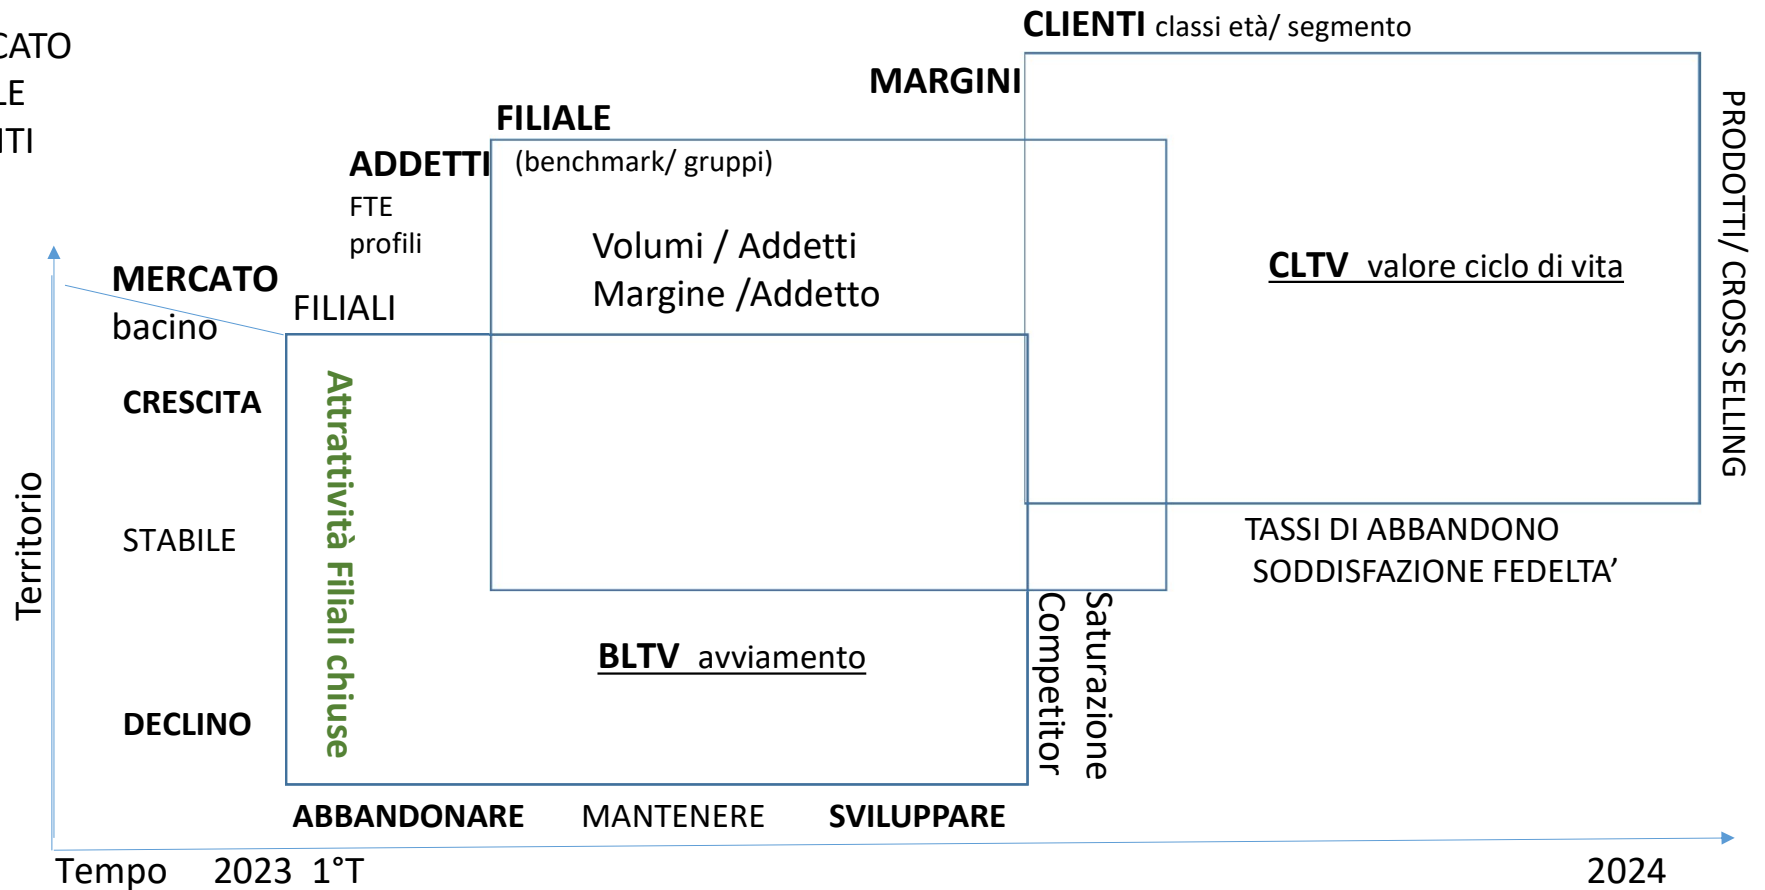 CLIENTI classi età/ segmento
CATO
LE
NTI
MARGINI
FILIALE
ADDETTI (benchmark/ gruppi)
FTE
profili
Volumi / Addetti
Margine /Addetto
CLTV valore ciclo di vita
PRODOTTI/ CROSS SELLING
MERCATO
bacino
FILIALI
CRESCITA
STABILE
DECLINO
Territorio
Attrattività Filiali chiuse
BLTV avviamento
Competitor
Saturazione
TASSI DI ABBANDONO
SODDISFAZIONE FEDELTA’
ABBANDONARE MANTENERE SVILUPPARE
Tempo 2023 1°T 2024